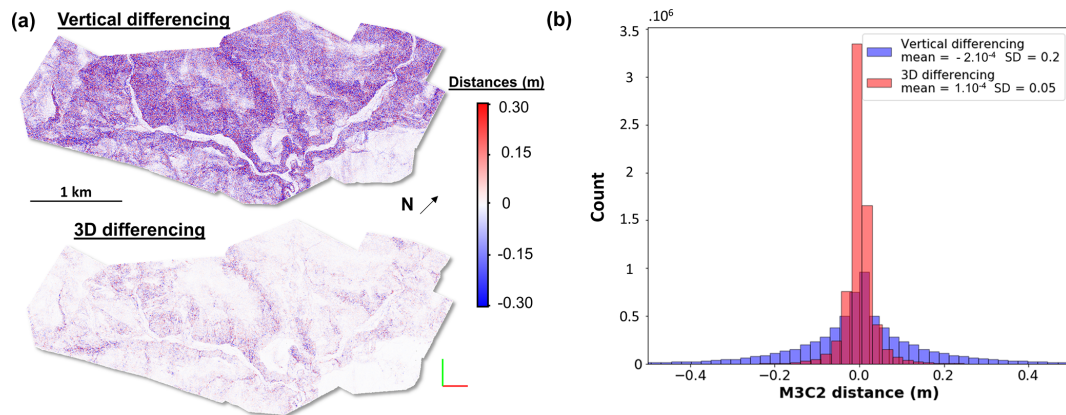 (a)
Vertical differencing
Distances (m)
0.30
0.15
0
-0.15
-0.30
1 km
N
3D differencing
(b)
.10⁶
3.5
3
2.5
2
1.5
1
0.5
0
Count
−0.4
−0.2
0.0
0.2
0.4
M3C2 distance (m)
Vertical differencing
mean = - 2.10⁻⁴ SD = 0.2
3D differencing
mean = 1.10⁻⁴ SD = 0.05